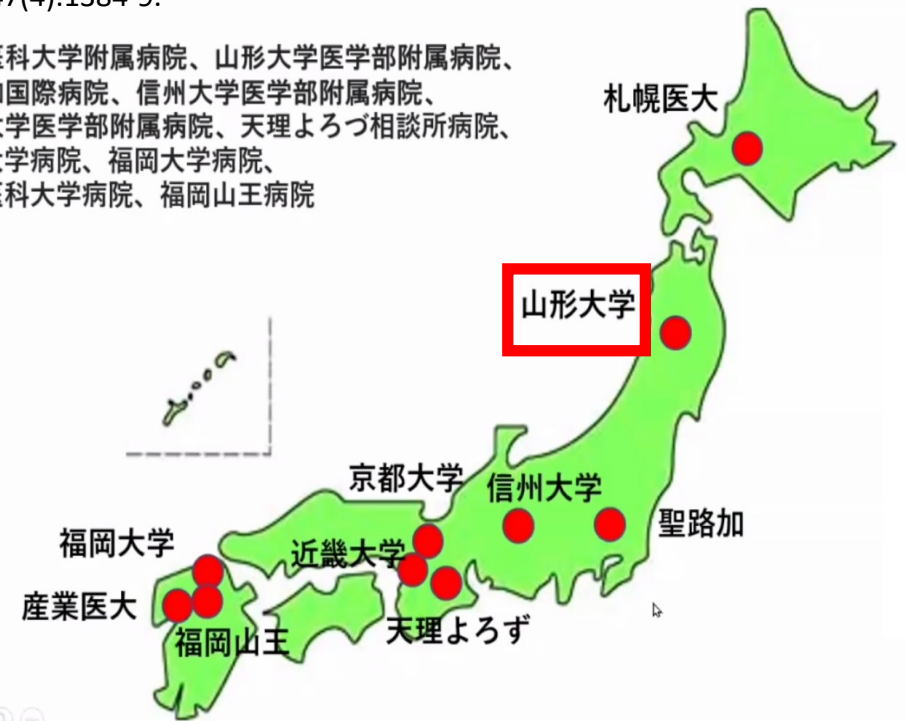 47(4):1384-9.
医科大学附属病院、山形大学医学部附属病院、
国際病院、信州大学医学部附属病院、
大学医学部附属病院、天理よろづ相談所病院、
大学病院、福岡大学病院、
医科大学病院、福岡山王病院
札幌医大
山形大学
京都大学
信州大学
聖路加
福岡大学
近畿大学
産業医大
天理よろず
福岡山王